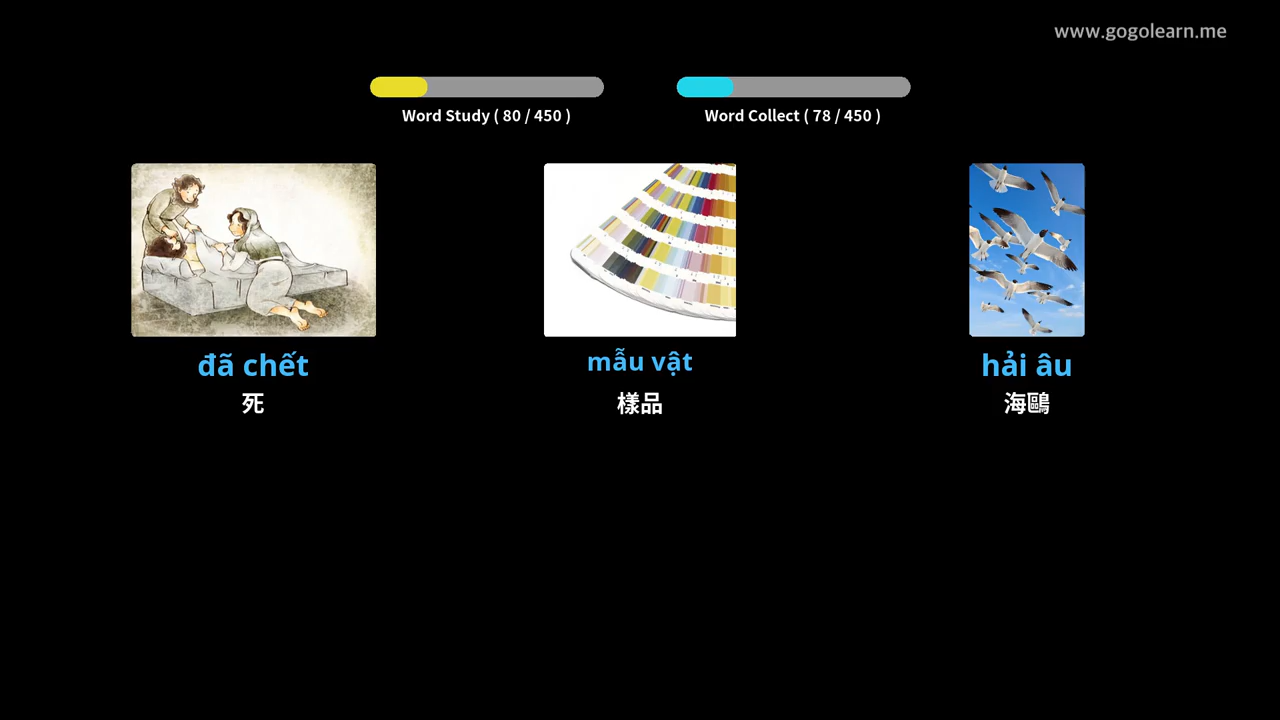 www.gogolearn.me
Word Study ( 80 / 450 )
Word Collect ( 78 / 450 )
đã chết
死
mẫu vật
樣品
hải âu
海鷗